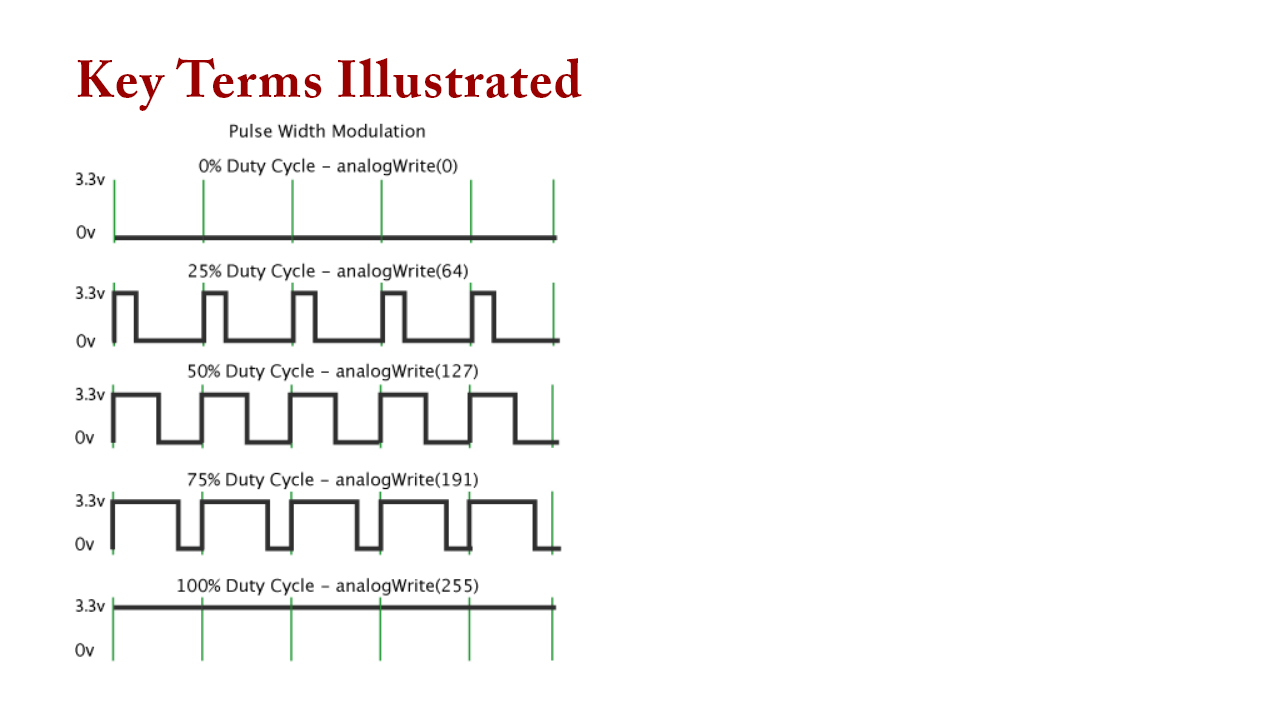 Key Terms Illustrated
Pulse Width Modulation
0% Duty Cycle – analogWrite(0)
3.3v
0v
25% Duty Cycle – analogWrite(64)
3.3v
0v
50% Duty Cycle – analogWrite(127)
3.3v
0v
75% Duty Cycle – analogWrite(191)
3.3v
0v
100% Duty Cycle – analogWrite(255)
3.3v
0v